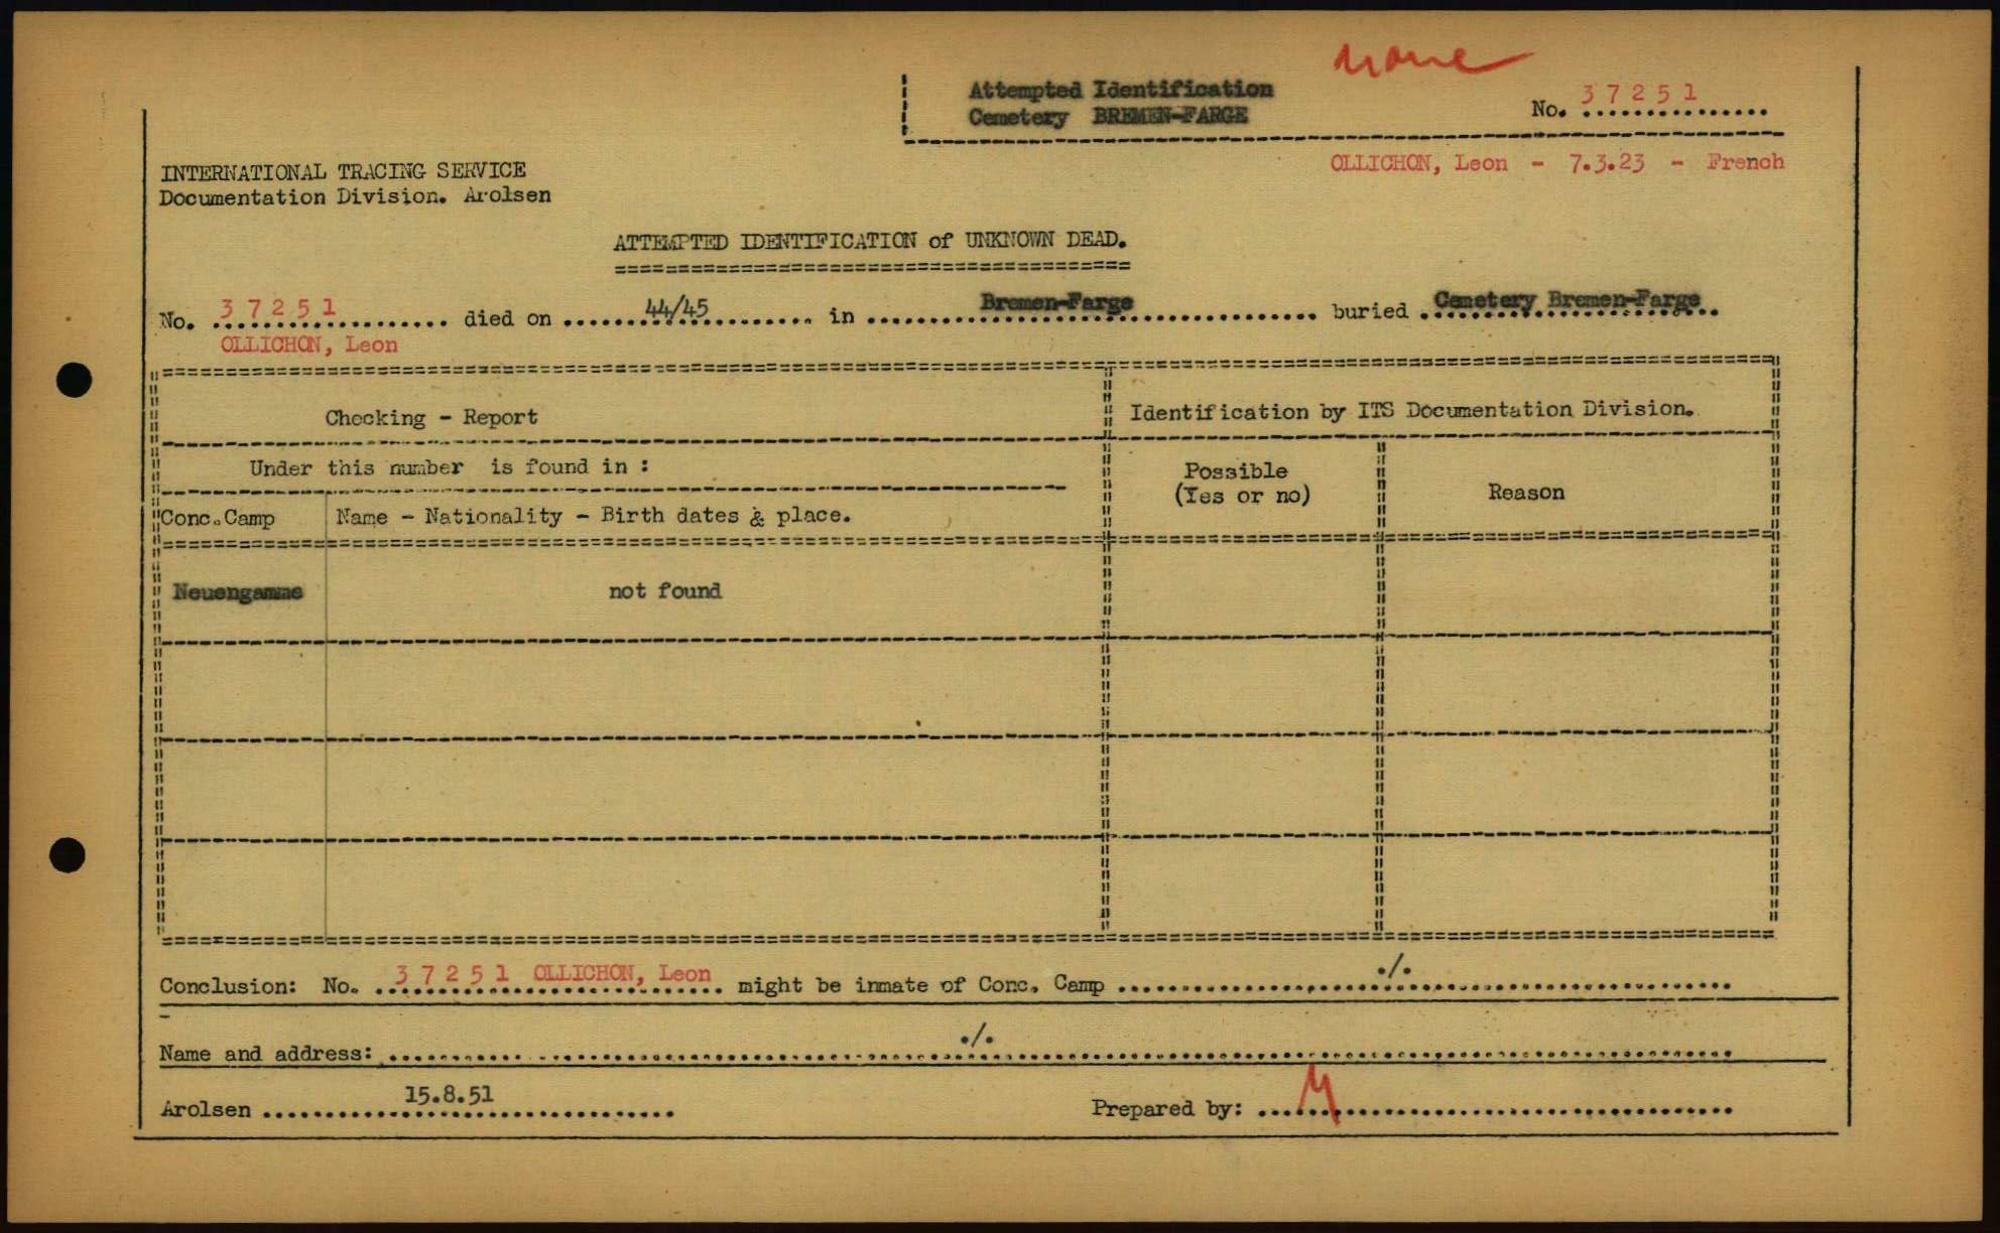 none
Attempted Identification
Cemetery BREMEN-FARGE
No. 37251
OLLICHON, Leon - 7.3.23 - French
INTERNATIONAL TRACING SERVICE
Documentation Division. Arolsen
ATTEMPTED IDENTIFICATION of UNKNOWN DEAD.
No. 37251 died on 44/45 in Bremen-Farge buried Cemetery Bremen-Farge
OLLICHON, Leon
Checking - Report
Identification by ITS Documentation Division.
Under this number is found in :
Possible
(Yes or no)
Reason
Conc.Camp
Name - Nationality - Birth dates & place.
Neuengamme
not found
Conclusion: No. 37251 OLLICHON, Leon might be inmate of Conc. Camp ./.
Name and address: ./.
Arolsen 15.8.51
Prepared by: